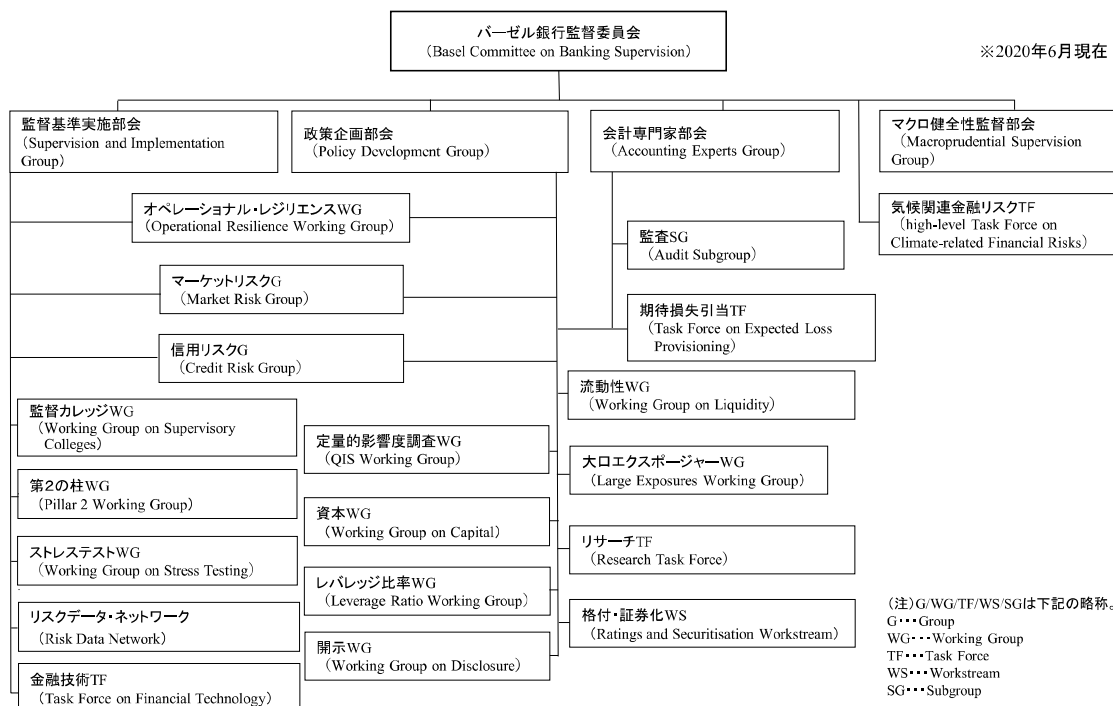 バーゼル銀行監督委員会
（Basel Committee on Banking Supervision）
※2020年6月現在
監督基準実施部会
（Supervision and Implementation
Group）
政策企画部会
（Policy Development Group）
会計専門家部会
（Accounting Experts Group）
マクロ健全性監督部会
（Macroprudential Supervision
Group）
オペレーショナル・レジリエンスWG
（Operational Resilience Working Group）
気候関連金融リスクTF
（high-level Task Force on
Climate-related Financial Risks）
監査SG
（Audit Subgroup）
マーケットリスクG
（Market Risk Group）
期待損失引当TF
（Task Force on Expected Loss
Provisioning）
信用リスクG
（Credit Risk Group）
流動性WG
（Working Group on Liquidity）
監督カレッジWG
（Working Group on Supervisory
Colleges）
定量的影響度調査WG
（QIS Working Group）
大口エクスポージャーWG
（Large Exposures Working Group）
第2の柱WG
（Pillar 2 Working Group）
資本WG
（Working Group on Capital）
リサーチTF
（Research Task Force）
ストレステストWG
（Working Group on Stress Testing）
レバレッジ比率WG
（Leverage Ratio Working Group）
格付・証券化WS
（Ratings and Securitisation Workstream）
リスクデータ・ネットワーク
（Risk Data Network）
開示WG
（Working Group on Disclosure）
金融技術TF
（Task Force on Financial Technology）
（注）G/WG/TF/WS/SGは下記の略称。
G・・・Group
WG・・・Working Group
TF・・・Task Force
WS・・・Workstream
SG・・・Subgroup